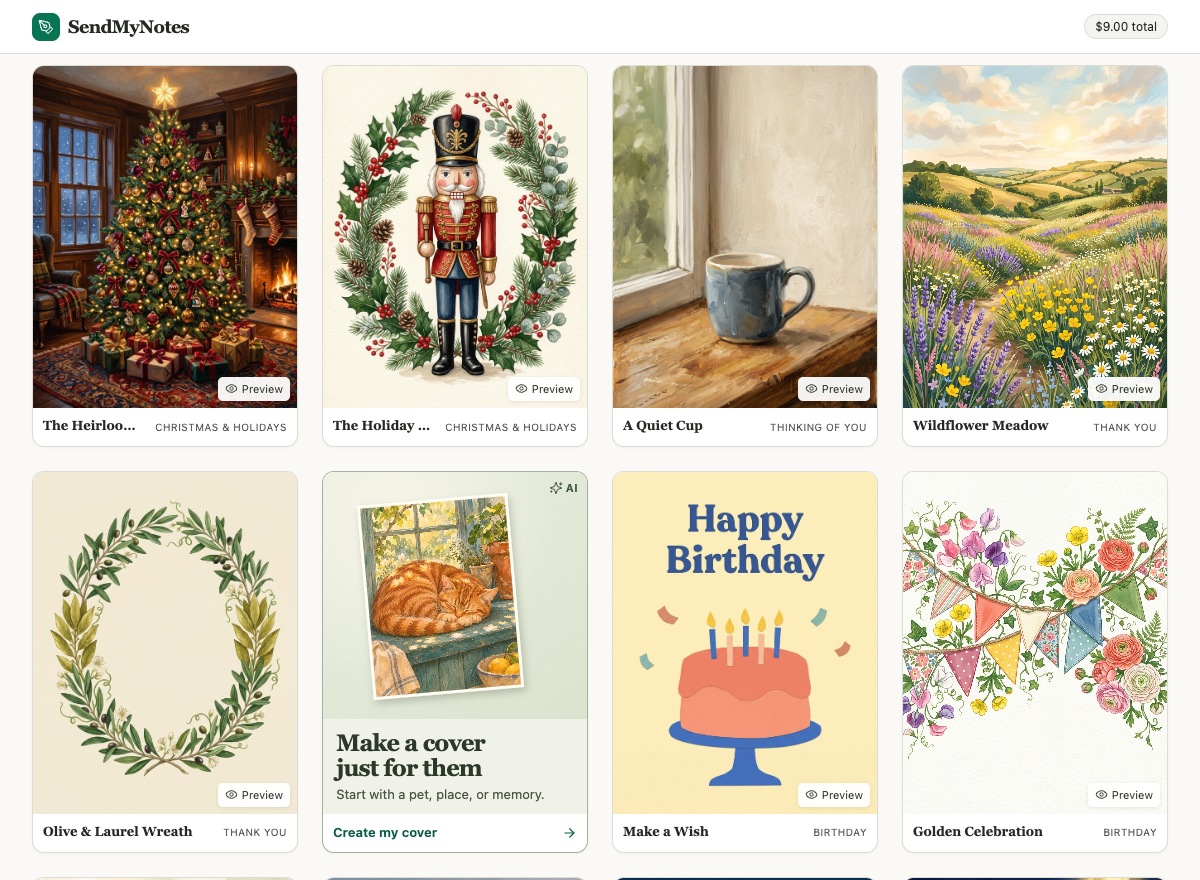 SendMyNotes
$9.00 total
Preview
Preview
Preview
Preview
The Heirloo... CHRISTMAS & HOLIDAYS
The Holiday ... CHRISTMAS & HOLIDAYS
A Quiet Cup THINKING OF YOU
Wildflower Meadow THANK YOU
Preview
Olive & Laurel Wreath THANK YOU
AI
Make a cover
just for them
Start with a pet, place, or memory.
Create my cover
Happy
Birthday
Preview
Make a Wish BIRTHDAY
Preview
Golden Celebration BIRTHDAY